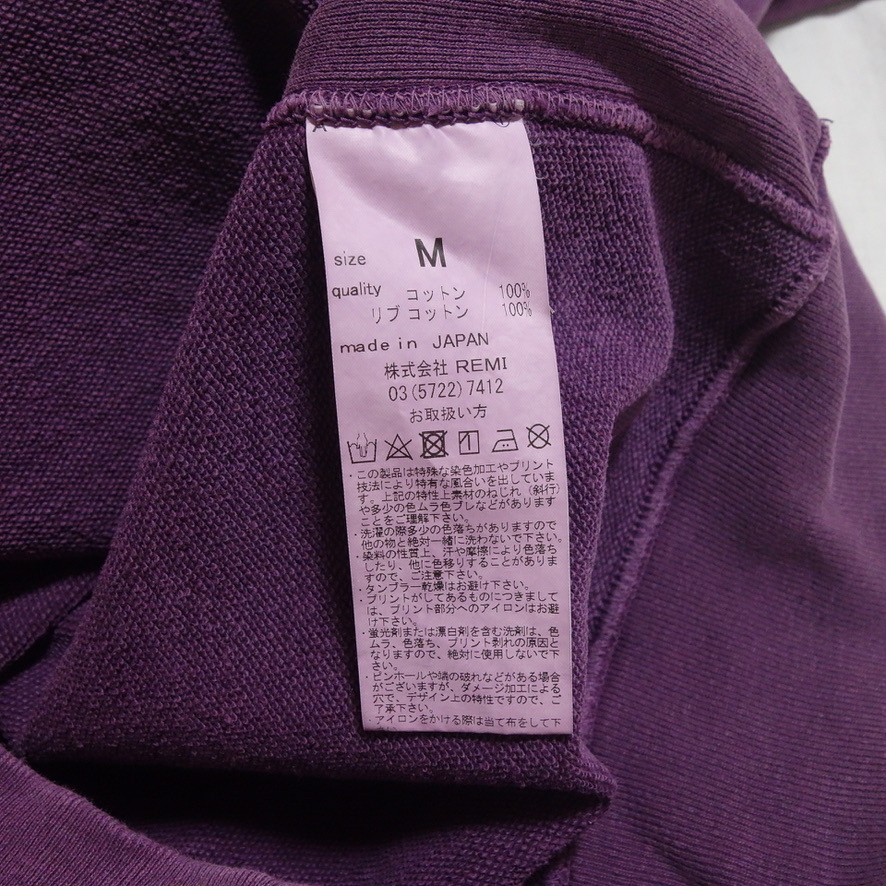 size M
quality コットン 100%
リブ コットン 100%
made in JAPAN
株式会社 REMI
03(5722)7412
お取扱い方
・この製品は特殊な染色加工やプリント
技法により特有な風合いを出していま
す。上記の特性上素材のねじれ（斜行）
や多少の色ムラ色ブレなどがあります
ことをご理解下さい。
・洗濯の際多少の色落ちがありますので
他の物と絶対一緒に洗わないで下さい。
・染料の性質上、汗や摩擦により色落ち
したり、他に色移りすることがありま
すので、ご注意下さい。
・タンブラー乾燥はお避け下さい。
・プリントがしてあるものにつきまして
は、プリント部分へのアイロンはお避
け下さい。
・蛍光剤または漂白剤を含む洗剤は、色
ムラ、色落ち、プリント剥れの原因と
なりますので、絶対に使用しないで下
さい。
・ピンホールや端の破れなどがある場合
がございますが、ダメージ加工による
穴で、デザイン上の特性ですので、ご
了承下さい。
・アイロンをかける際は当て布をして下